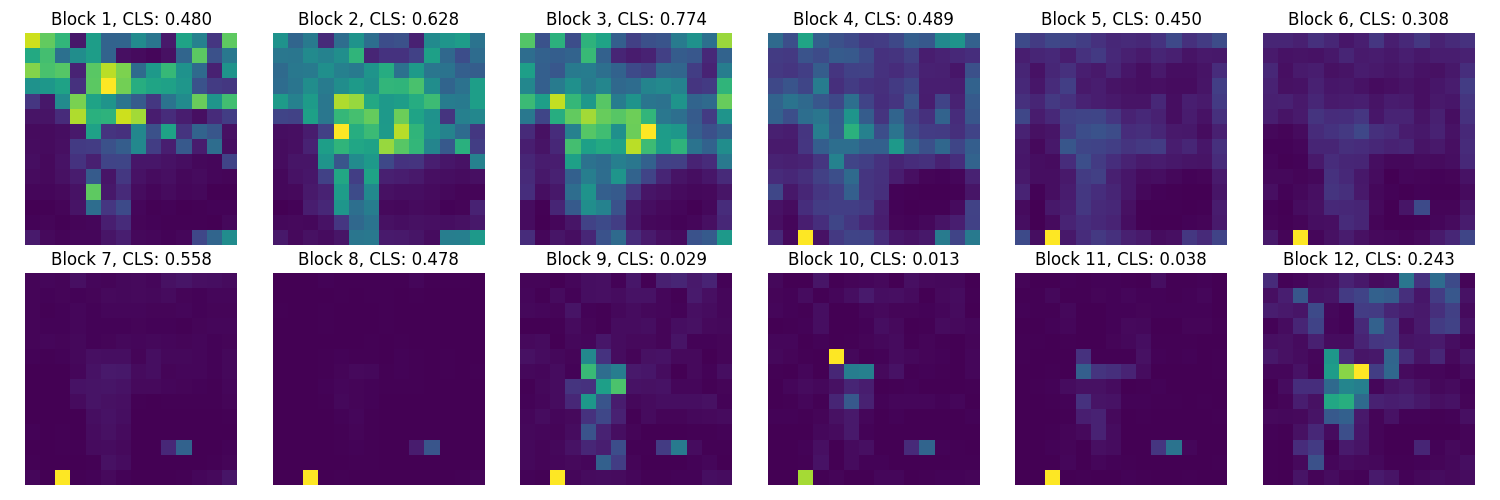 Block 1, CLS: 0.480
Block 2, CLS: 0.628
Block 3, CLS: 0.774
Block 4, CLS: 0.489
Block 5, CLS: 0.450
Block 6, CLS: 0.308
Block 7, CLS: 0.558
Block 8, CLS: 0.478
Block 9, CLS: 0.029
Block 10, CLS: 0.013
Block 11, CLS: 0.038
Block 12, CLS: 0.243